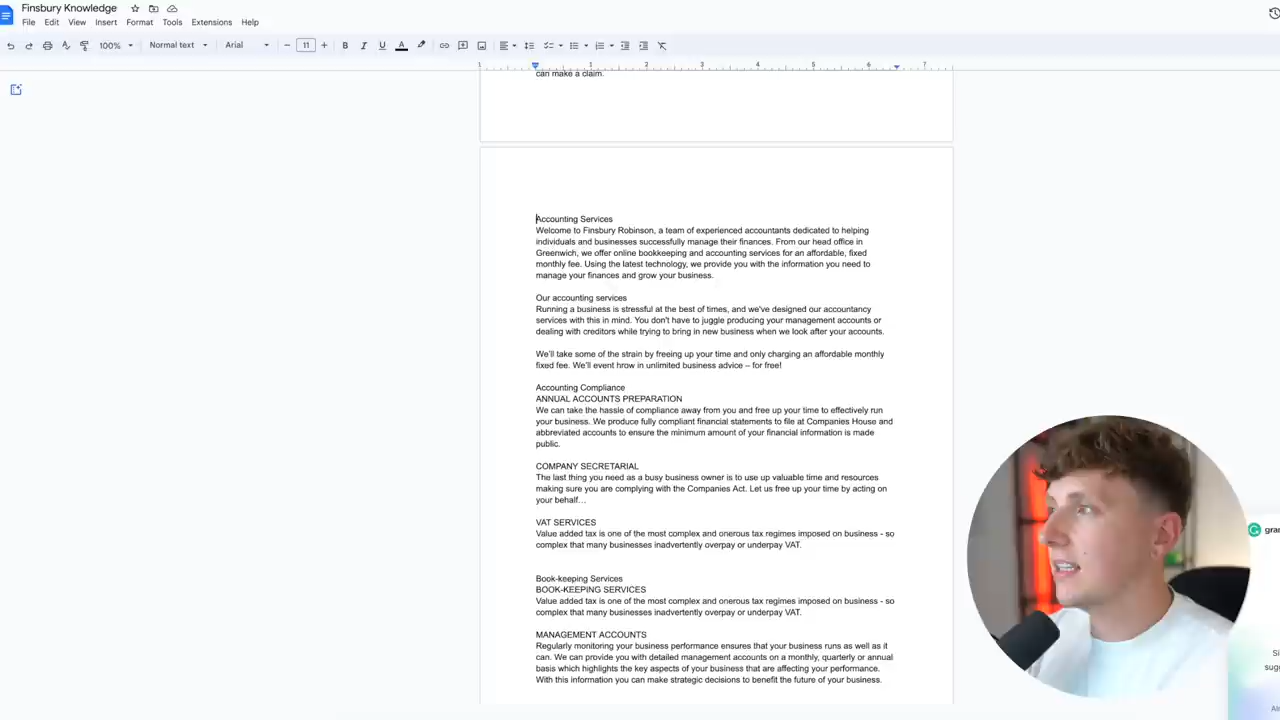 Finsbury Knowledge
File Edit View Insert Format Tools Extensions Help
100% Normal text Arial 11
1 1 2 3 4 5 6 7
can make a claim.
Accounting Services
Welcome to Finsbury Robinson, a team of experienced accountants dedicated to helping
individuals and businesses successfully manage their finances. From our head office in
Greenwich, we offer online bookkeeping and accounting services for an affordable, fixed
monthly fee. Using the latest technology, we provide you with the information you need to
manage your finances and grow your business.
Our accounting services
Running a business is stressful at the best of times, and we've designed our accountancy
services with this in mind. You don't have to juggle producing your management accounts or
dealing with creditors while trying to bring in new business when we look after your accounts.
We'll take some of the strain by freeing up your time and only charging an affordable monthly
fixed fee. We'll event hrow in unlimited business advice – for free!
Accounting Compliance
ANNUAL ACCOUNTS PREPARATION
We can take the hassle of compliance away from you and free up your time to effectively run
your business. We produce fully compliant financial statements to file at Companies House and
abbreviated accounts to ensure the minimum amount of your financial information is made
public.
COMPANY SECRETARIAL
The last thing you need as a busy business owner is to use up valuable time and resources
making sure you are complying with the Companies Act. Let us free up your time by acting on
your behalf…
VAT SERVICES
Value added tax is one of the most complex and onerous tax regimes imposed on business - so
complex that many businesses inadvertently overpay or underpay VAT.
Book-keeping Services
BOOK-KEEPING SERVICES
Value added tax is one of the most complex and onerous tax regimes imposed on business - so
complex that many businesses inadvertently overpay or underpay VAT.
MANAGEMENT ACCOUNTS
Regularly monitoring your business performance ensures that your business runs as well as it
can. We can provide you with detailed management accounts on a monthly, quarterly or annual
basis which highlights the key aspects of your business that are affecting your performance.
With this information you can make strategic decisions to benefit the future of your business.